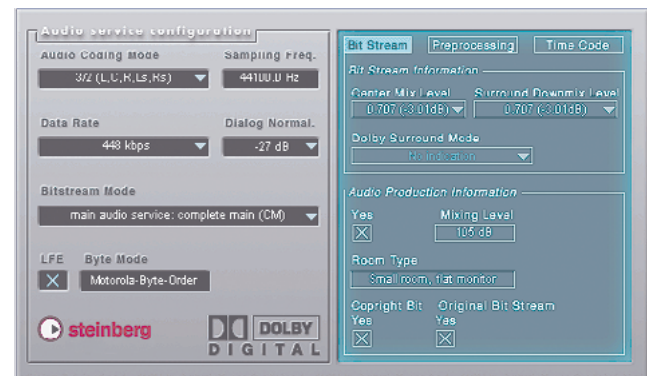 Audio service configuration
Audio Coding Mode
Sampling Freq.
3/2 (L,C,R,Ls,Rs)
44100.0 Hz
Data Rate
Dialog Normal.
448 kbps
-27 dB
Bitstream Mode
main audio service: complete main (CM)
LFE
Byte Mode
Motorola-Byte-Order
steinberg
DOLBY
DIGITAL
Bit Stream
Preprocessing
Time Code
Bit Stream Information
Center Mix Level
Surround Downmix Level
0.707 (-3.01dB)
0.707 (-3.01dB)
Dolby Surround Mode
No indication
Audio Production Information
Yes
Mixing Level
105 dB
Room Type
Small room, flat monitor
Copright Bit
Original Bit Stream
Yes
Yes